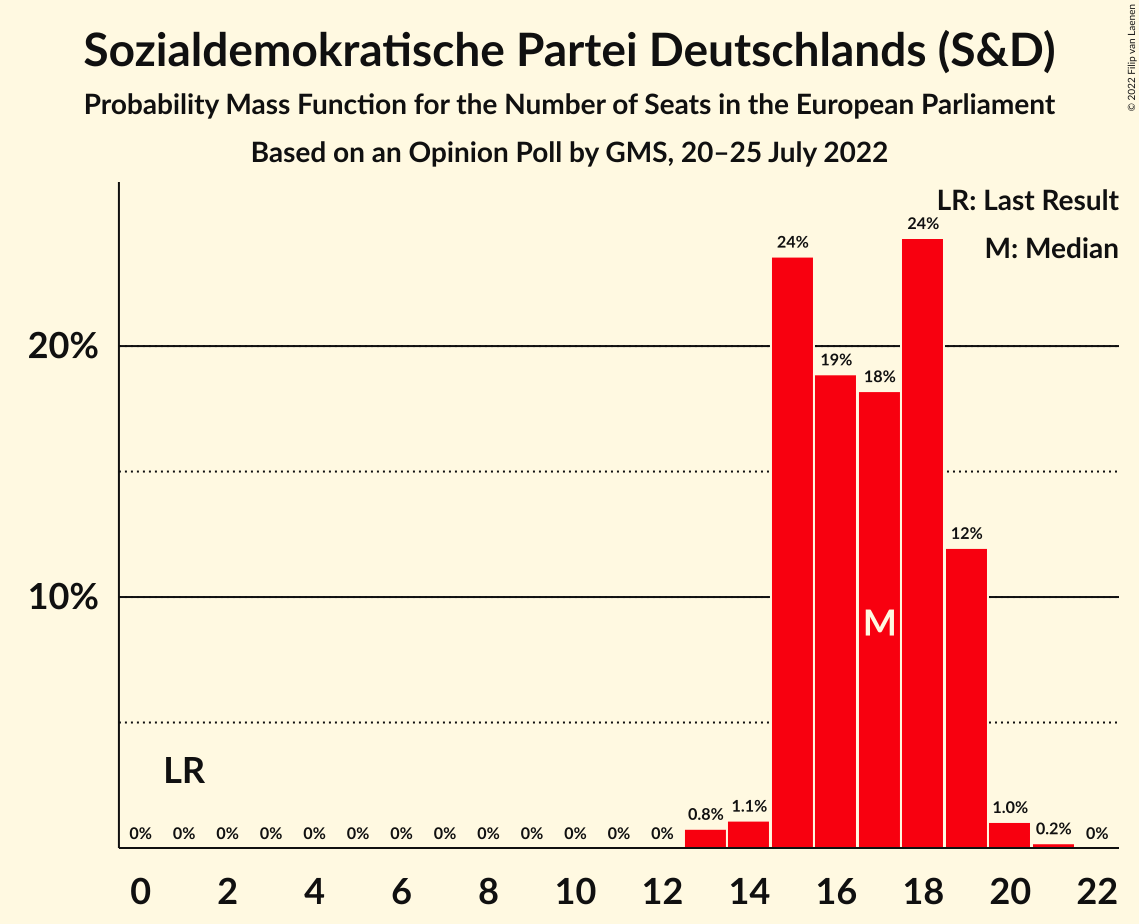 Sozialdemokratische Partei Deutschlands (S&D)
Probability Mass Function for the Number of Seats in the European Parliament
Based on an Opinion Poll by GMS, 20–25 July 2022
© 2022 Filip van Laenen
LR: Last Result
M: Median
24%
24%
20%
19%
18%
12%
10%
M
LR
0% 0% 0% 0% 0% 0% 0% 0% 0% 0% 0% 0% 0% 0.8% 1.1% 1.0% 0.2% 0%
0 2 4 6 8 10 12 14 16 18 20 22